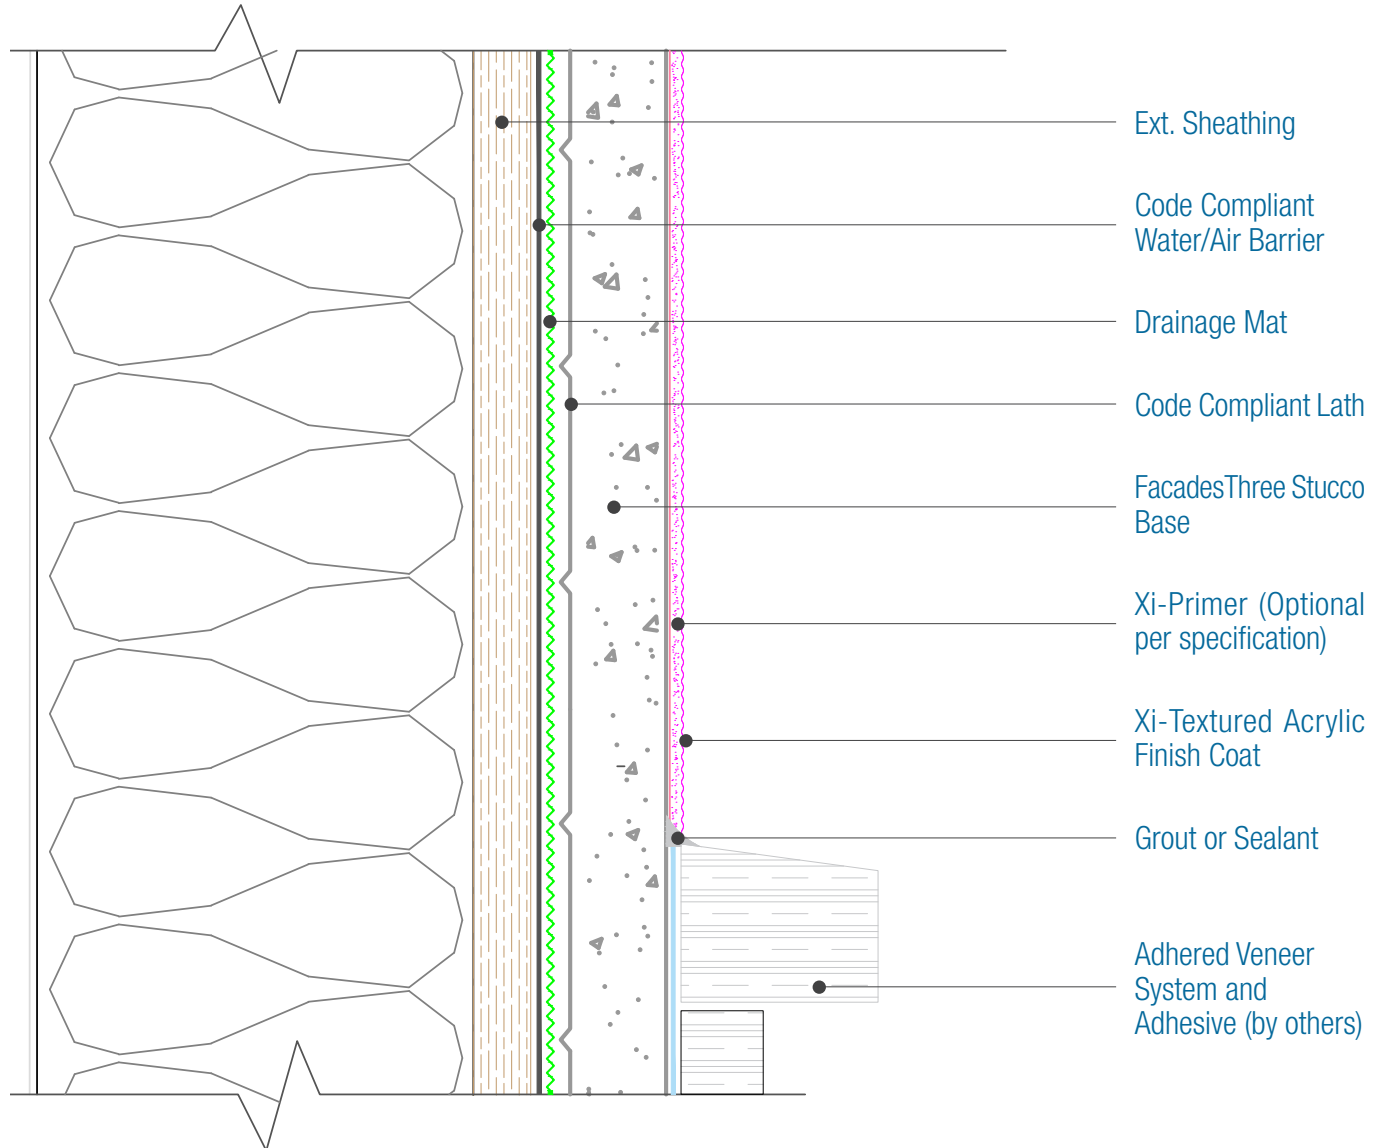 Ext. Sheathing
Code Compliant
Water/Air Barrier
Drainage Mat
Code Compliant Lath
FacadesThree Stucco
Base
Xi-Primer (Optional
per specification)
Xi-Textured Acrylic
Finish Coat
Grout or Sealant
Adhered Veneer
System and
Adhesive (by others)